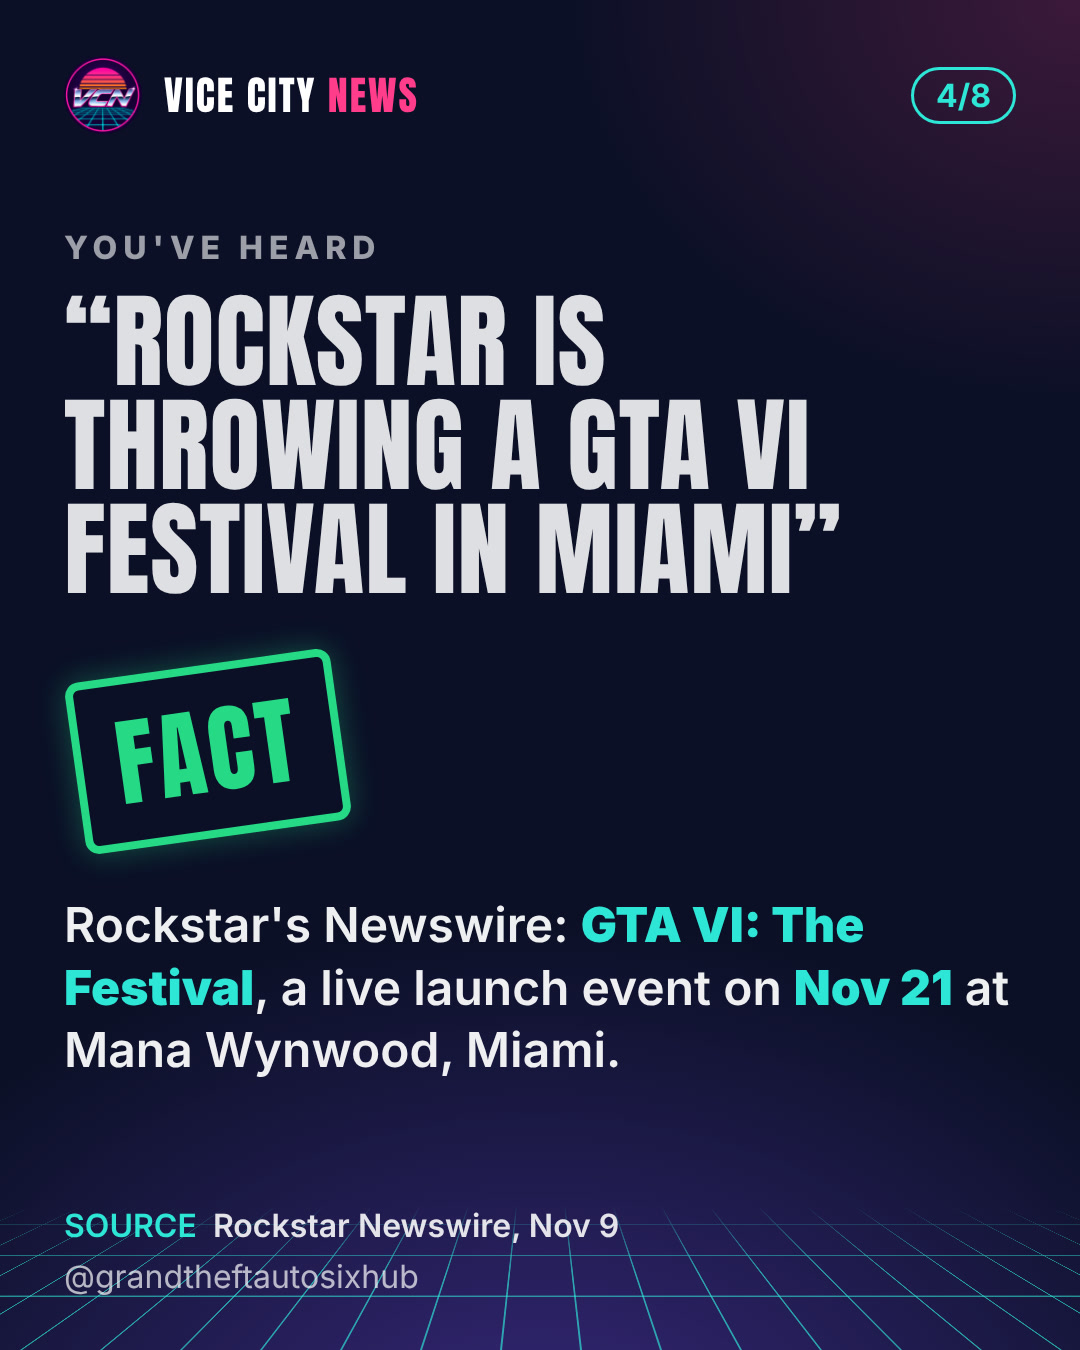 VCN
VICE CITY NEWS
4/8
YOU'VE HEARD
“ROCKSTAR IS
THROWING A GTA VI
FESTIVAL IN MIAMI”
FACT
Rockstar's Newswire: GTA VI: The
Festival, a live launch event on Nov 21 at
Mana Wynwood, Miami.
SOURCE Rockstar Newswire, Nov 9
@grandtheftautosixhub